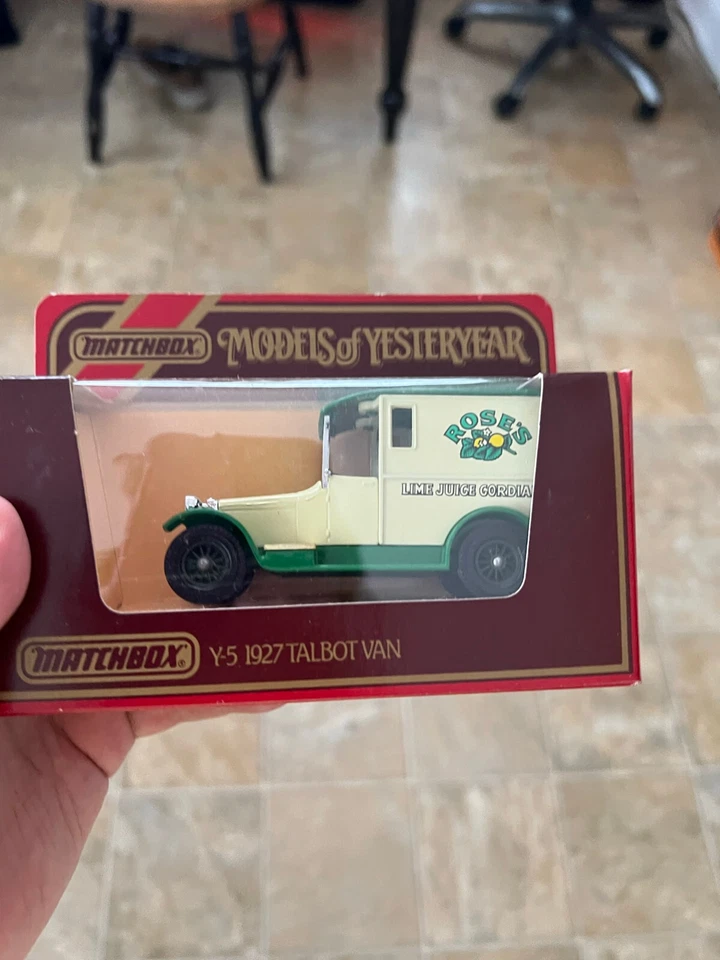 MATCHBOX MODELS of YESTERYEAR
ROSE'S
LIME JUICE CORDIA
MATCHBOX® Y-5 1927 TALBOT VAN